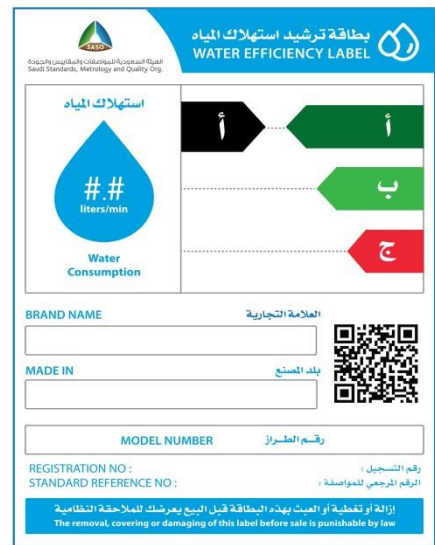 بطاقة ترشيد استهلاك المياه
WATER EFFICIENCY LABEL
SASO
الهيئة السعودية للمواصفات والمقاييس والجودة
Saudi Standards, Metrology and Quality Org.
استهلاك المياه
#.#
liters/min
Water
Consumption
أ
أ
ب
ج
BRAND NAME العلامة التجارية
MADE IN بلد المصنع
MODEL NUMBER رقم الطراز
REGISTRATION NO : رقم التسجيل :
STANDARD REFERENCE NO : الرقم المرجعي للمواصفة :
إزالة أو تغطية أو العبث بهذه البطاقة قبل البيع يعرضك للملاحقة النظامية
The removal, covering or damaging of this label before sale is punishable by law